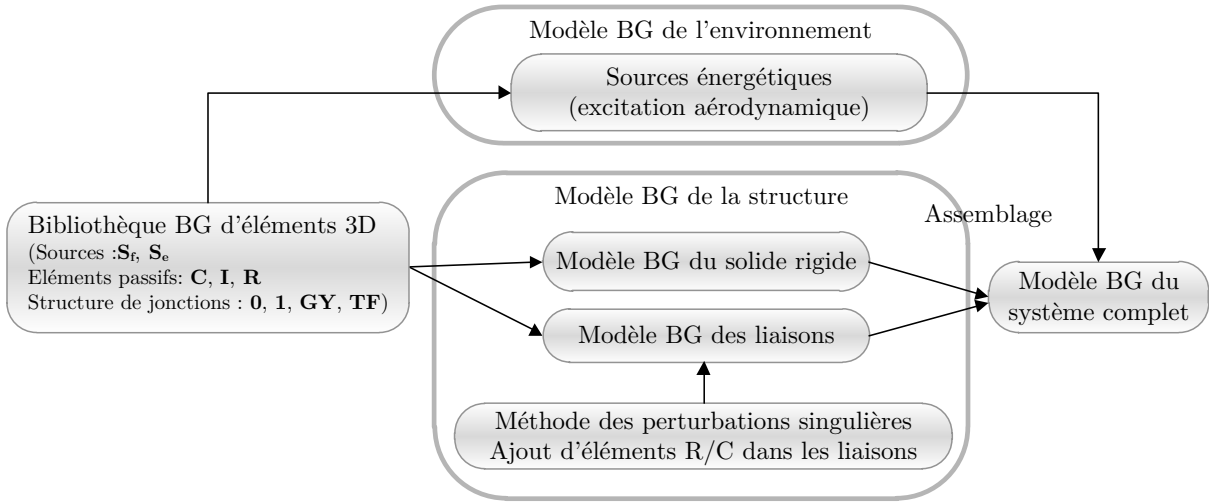 Modèle BG de l'environnement
Sources énergétiques
(excitation aérodynamique)
Bibliothèque BG d'éléments 3D
(Sources :Sf, Se
Eléments passifs: C, I, R
Structure de jonctions : 0, 1, GY, TF)
Modèle BG de la structure
Modèle BG du solide rigide
Modèle BG des liaisons
Méthode des perturbations singulières
Ajout d'éléments R/C dans les liaisons
Assemblage
Modèle BG du
système complet